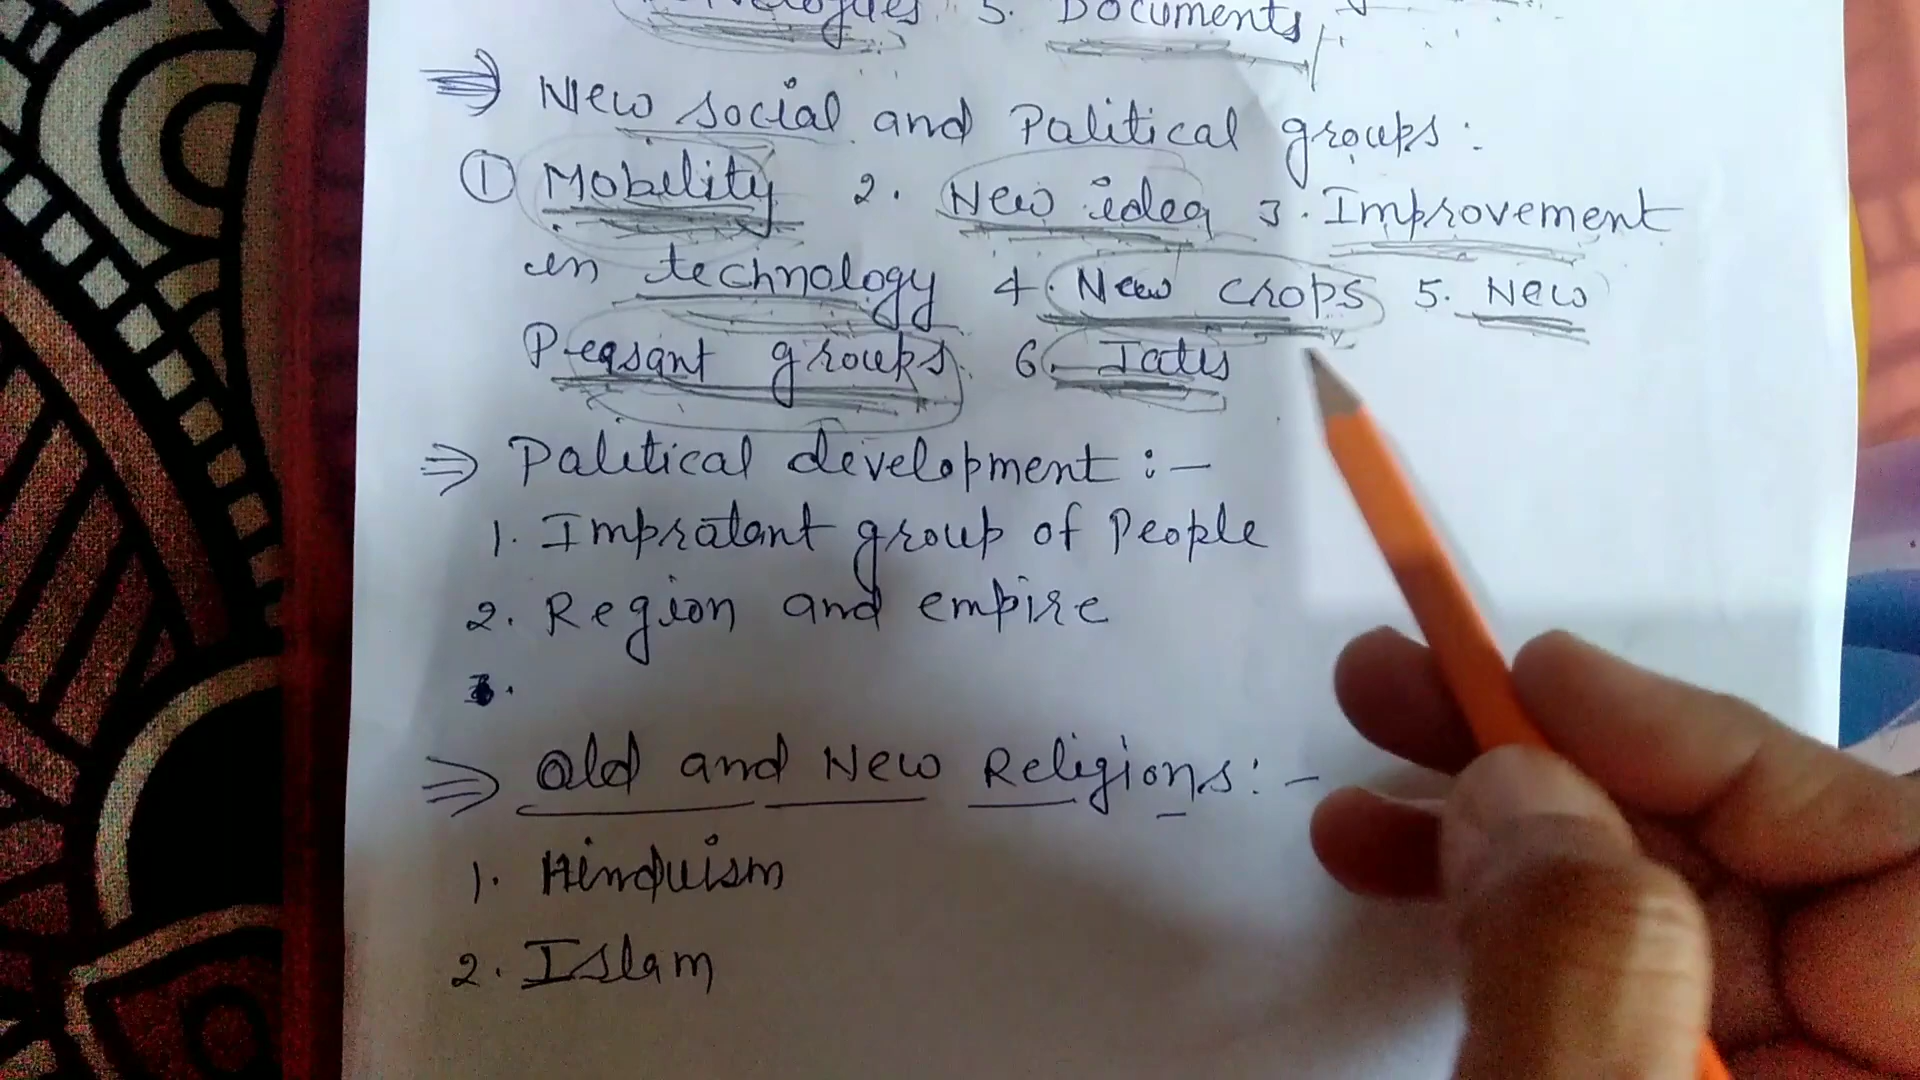 5. Documents
⇒ New social and Palitical groups:
① Mobility 2. New idea 3. Improvement
in technology 4. New crops 5. New
Peasant groups. 6. Jatis
⇒ Palitical development :-
1. Impratant group of People
2. Region and empire
3.
⇒ Old and New Religions:-
1. Hinduism
2. Islam